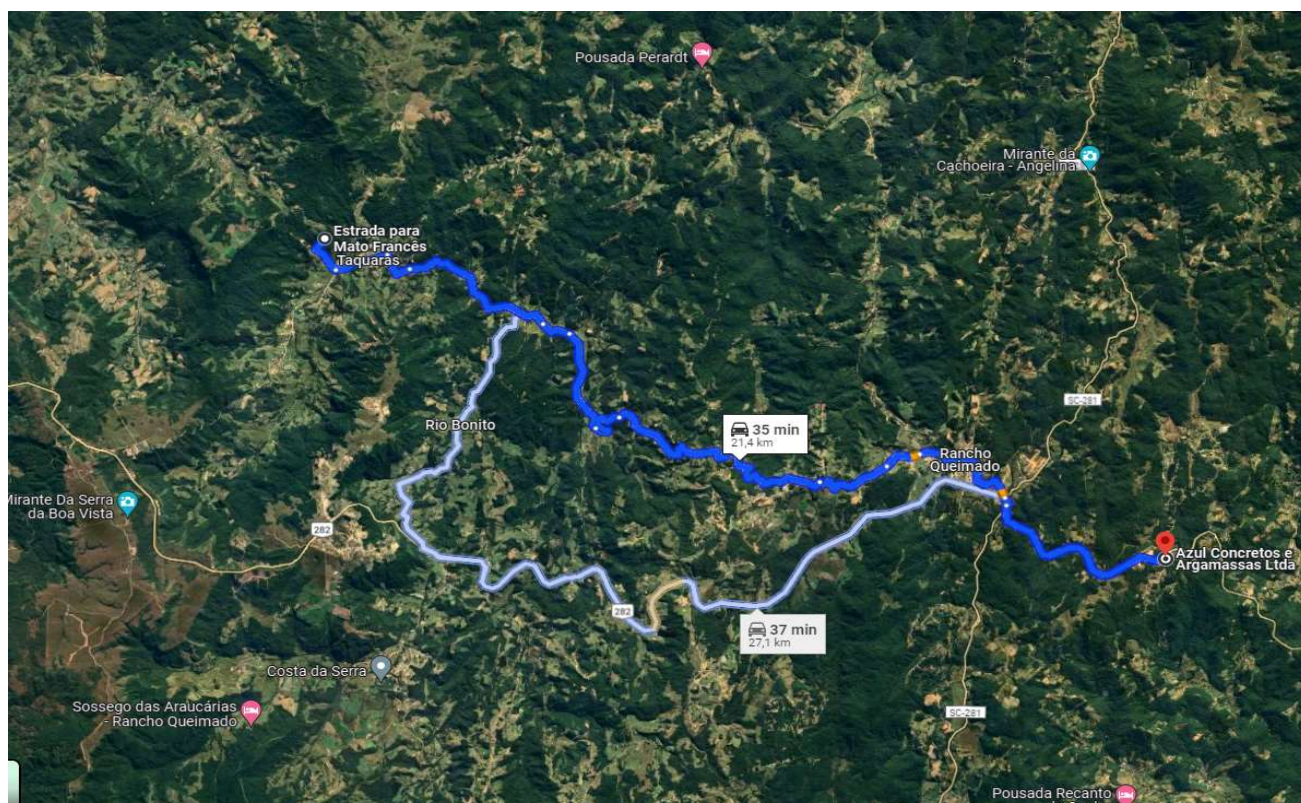 Pousada Perardt
Mirante da
Cachoeira - Angelina
Estrada para
Mato Francês
Taquaras
SC-281
Rio Bonito
35 min
21,4 km
Rancho
Queimado
Mirante Da Serra
da Boa Vista
282
Azul Concretos e
Argamassas Ltda
282
37 min
27,1 km
Costa da Serra
Sossego das Araucárias
- Rancho Queimado
SC-281
Pousada Recanto